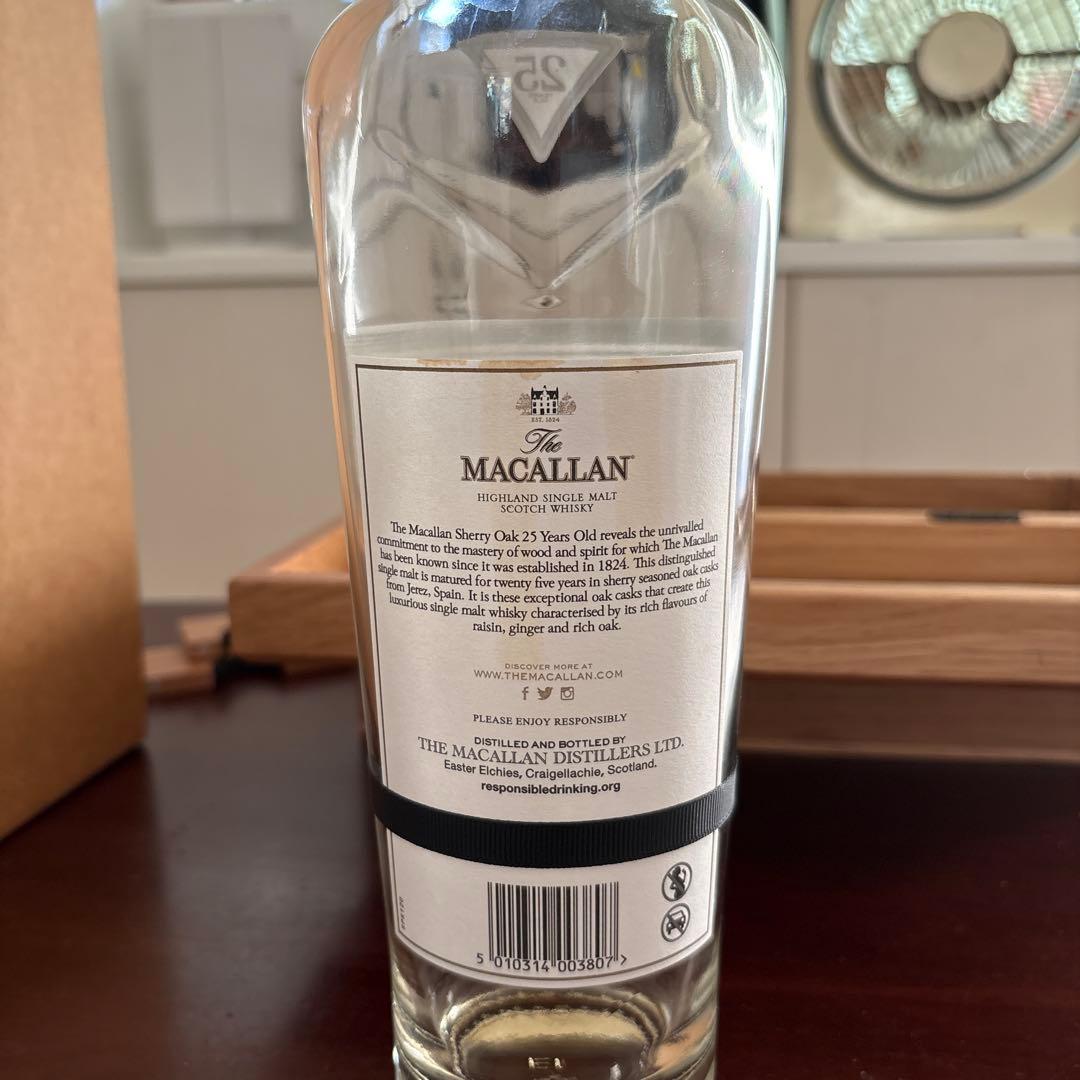 25
EST. 1824
The
MACALLAN
HIGHLAND SINGLE MALT
SCOTCH WHISKY
The Macallan Sherry Oak 25 Years Old reveals the unrivalled
commitment to the mastery of wood and spirit for which The Macallan
has been known since it was established in 1824. This distinguished
single malt is matured for twenty five years in sherry seasoned oak casks
from Jerez, Spain. It is these exceptional oak casks that create this
luxurious single malt whisky characterised by its rich flavours of
raisin, ginger and rich oak.
DISCOVER MORE AT
WWW.THEMACALLAN.COM
PLEASE ENJOY RESPONSIBLY
DISTILLED AND BOTTLED BY
THE MACALLAN DISTILLERS LTD.
Easter Elchies, Craigellachie, Scotland.
responsibledrinking.org
5 010314 003807 >